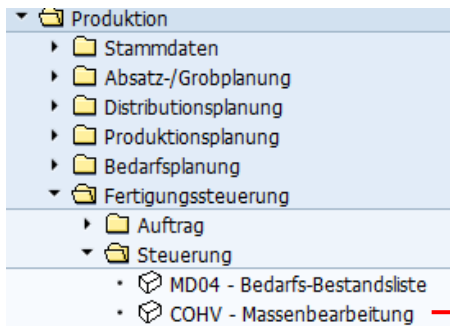 Produktion
Stammdaten
Absatz-/Grobplanung
Distributionsplanung
Produktionsplanung
Bedarfsplanung
Fertigungssteuerung
Auftrag
Steuerung
MD04 - Bedarfs-Bestandsliste
COHV - Massenbearbeitung